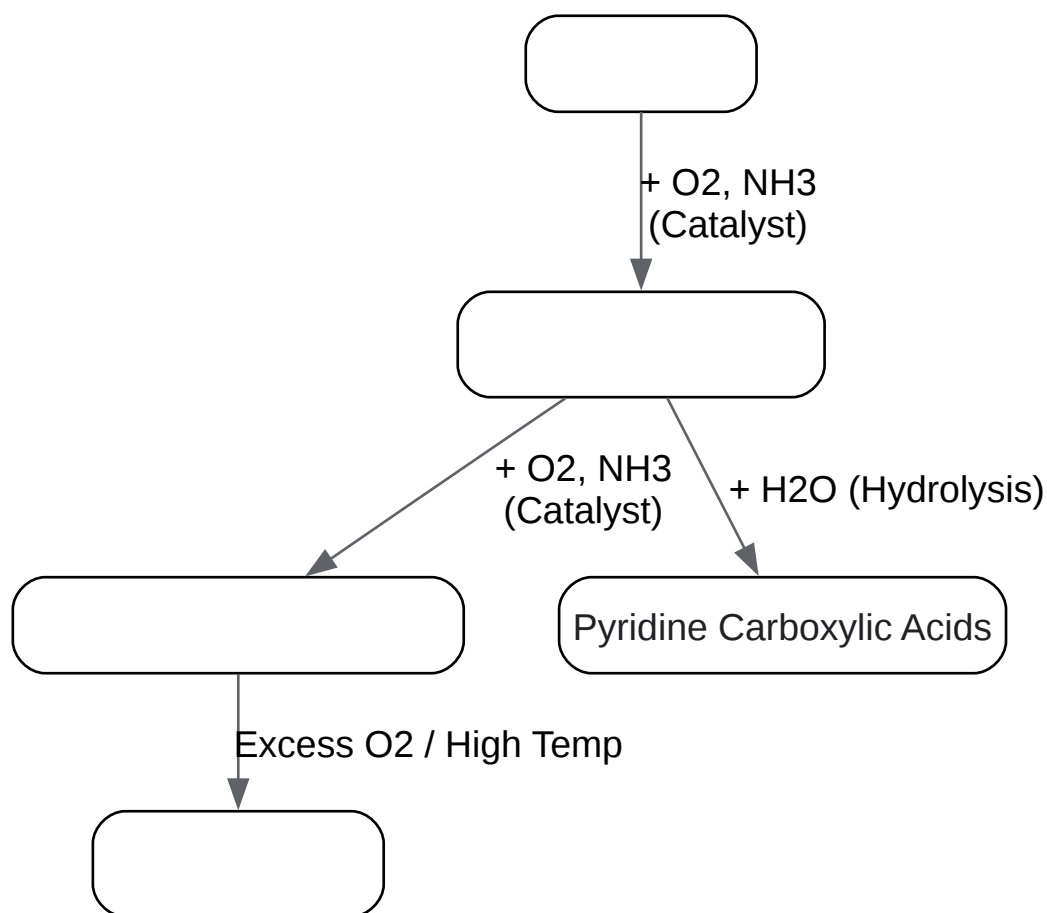 + O2, NH3
(Catalyst)
+ O2, NH3
(Catalyst)
+ H2O (Hydrolysis)
Pyridine Carboxylic Acids
Excess O2 / High Temp